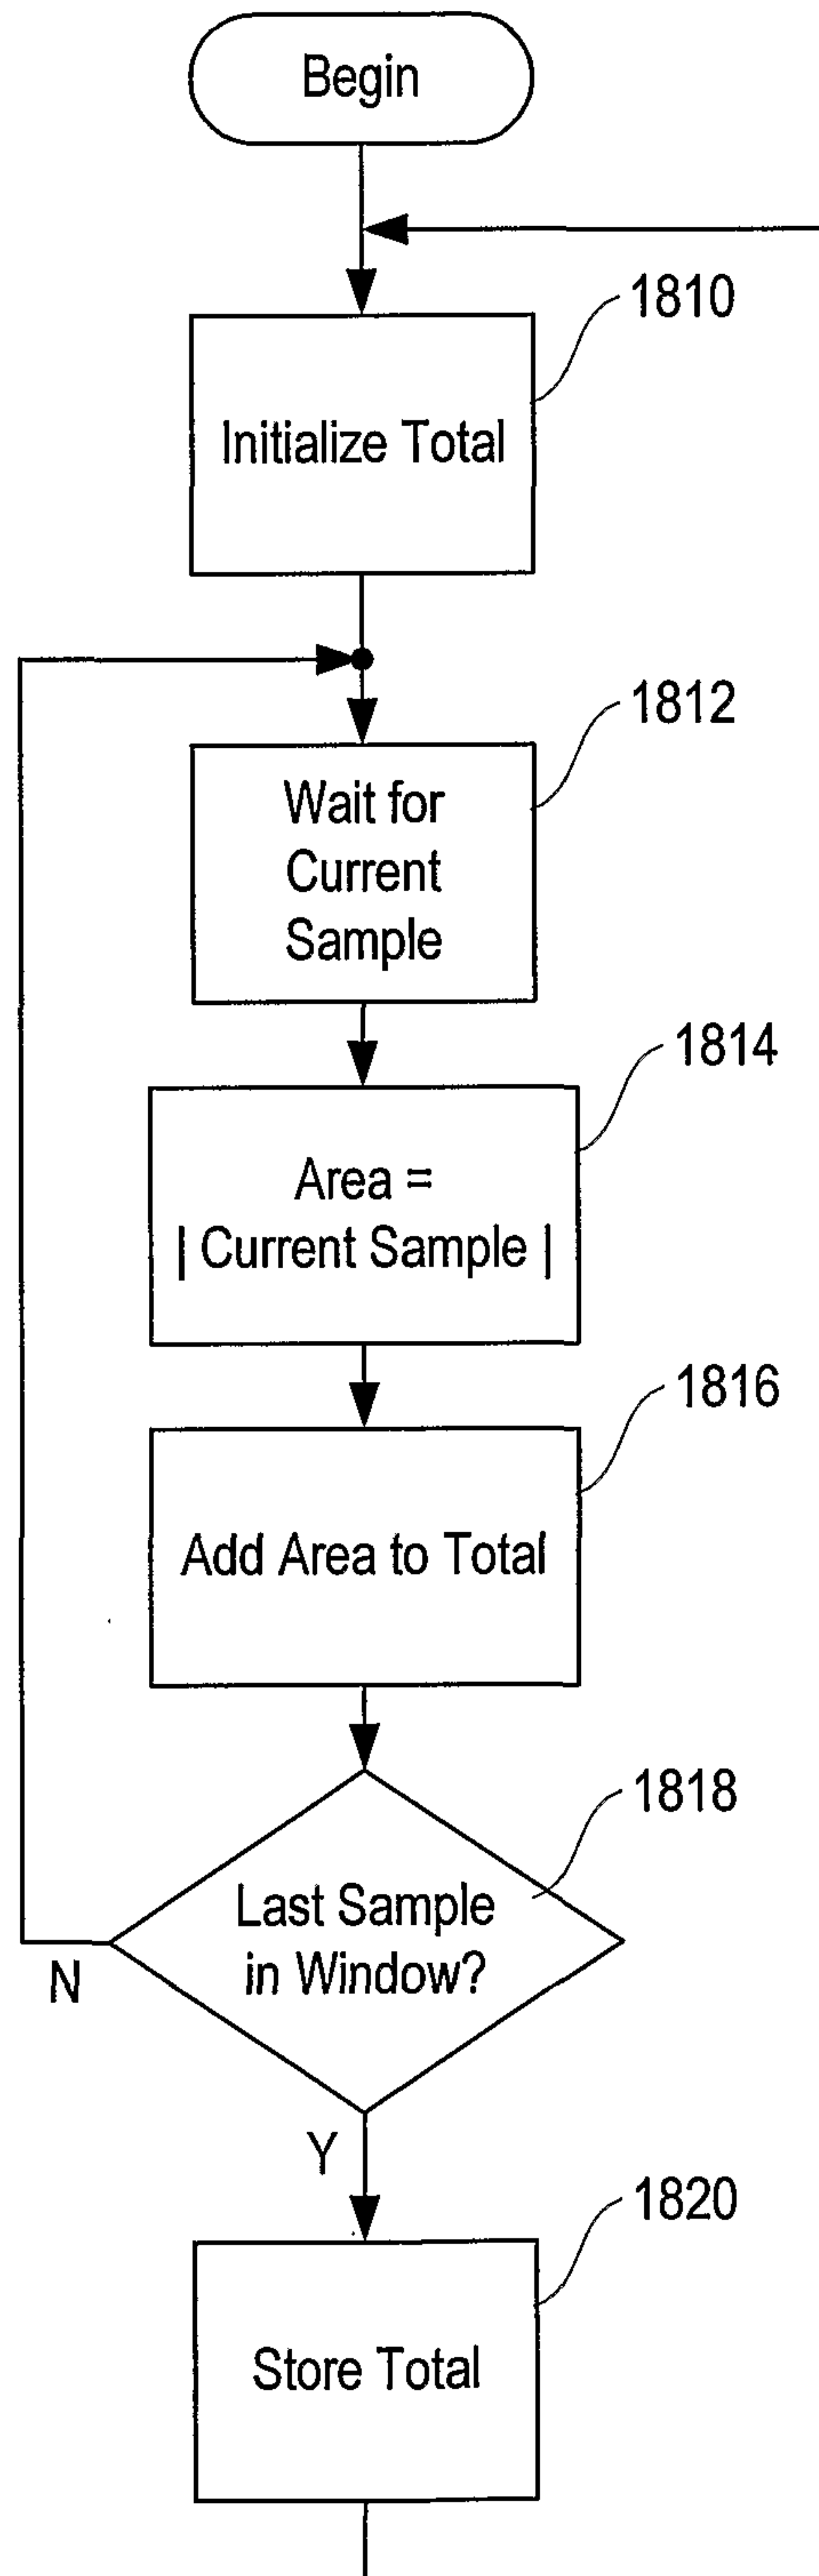 Begin
1810
Initialize Total
1812
Wait for
Current
Sample
1814
Area =
| Current Sample |
1816
Add Area to Total
1818
Last Sample
in Window?
N
Y
1820
Store Total